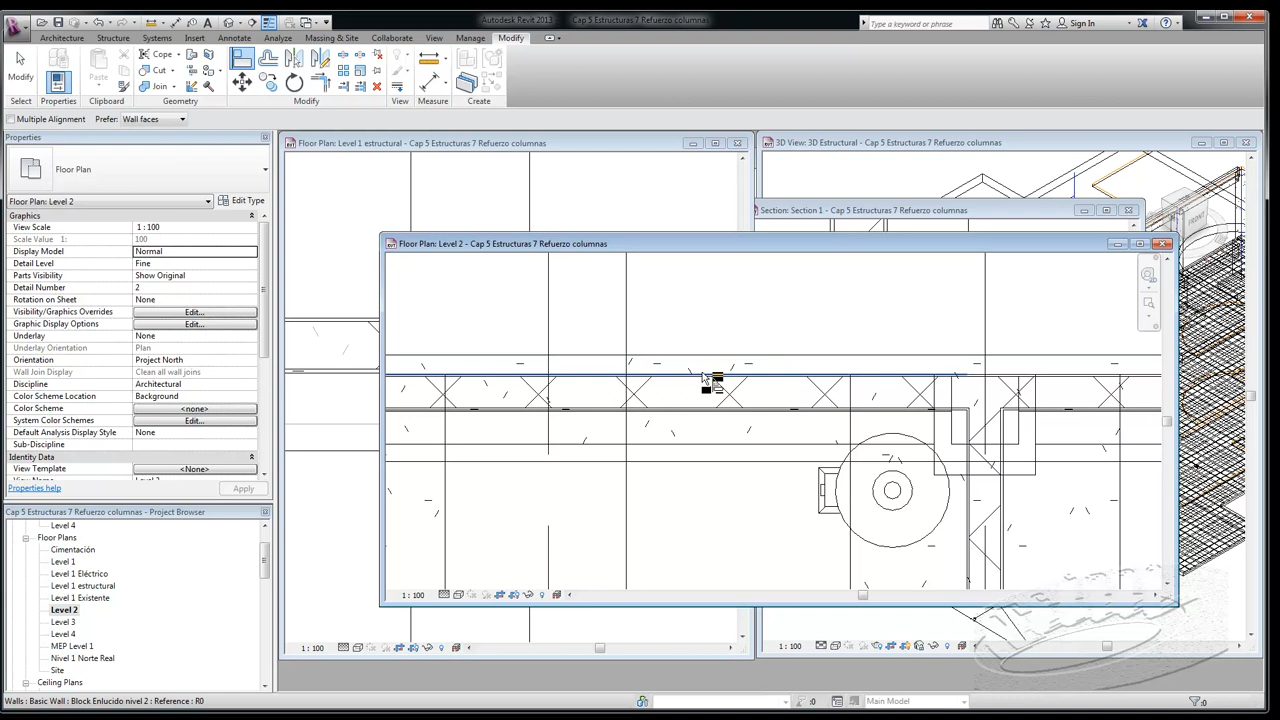 Autodesk Revit 2013
Cap 5 Estructuras 7 Refuerzo columnas
Type a keyword or phrase
Sign In
Architecture
Structure
Systems
Insert
Annotate
Analyze
Massing & Site
Collaborate
View
Manage
Modify
Modify
Paste
Cope
Cut
Join
Select
Properties
Clipboard
Geometry
Modify
View
Measure
Create
Multiple Alignment
Prefer:
Wall faces
Properties
Floor Plan
Floor Plan: Level 2
Edit Type
Graphics
View Scale
1 : 100
Scale Value 1:
100
Display Model
Normal
Detail Level
Fine
Parts Visibility
Show Original
Detail Number
2
Rotation on Sheet
None
Visibility/Graphics Overrides
Edit...
Graphic Display Options
Edit...
Underlay
None
Underlay Orientation
Plan
Orientation
Project North
Wall Join Display
Clean all wall joins
Discipline
Architectural
Color Scheme Location
Background
Color Scheme
<none>
System Color Schemes
Edit...
Default Analysis Display Style
None
Sub-Discipline
Identity Data
View Template
<None>
Properties help
Apply
Cap 5 Estructuras 7 Refuerzo columnas - Project Browser
Level 4
Floor Plans
Cimentación
Level 1
Level 1 Eléctrico
Level 1 estructural
Level 1 Existente
Level 2
Level 3
Level 4
MEP Level 1
Nivel 1 Norte Real
Site
Ceiling Plans
Floor Plan: Level 1 estructural - Cap 5 Estructuras 7 Refuerzo columnas
3D View: 3D Estructural - Cap 5 Estructuras 7 Refuerzo columnas
Section: Section 1 - Cap 5 Estructuras 7 Refuerzo columnas
Floor Plan: Level 2 - Cap 5 Estructuras 7 Refuerzo columnas
FRONT
1 : 100
1 : 100
1 : 100
Walls : Basic Wall : Block Enlucido nivel 2 : Reference : R0
:0
Main Model
:0